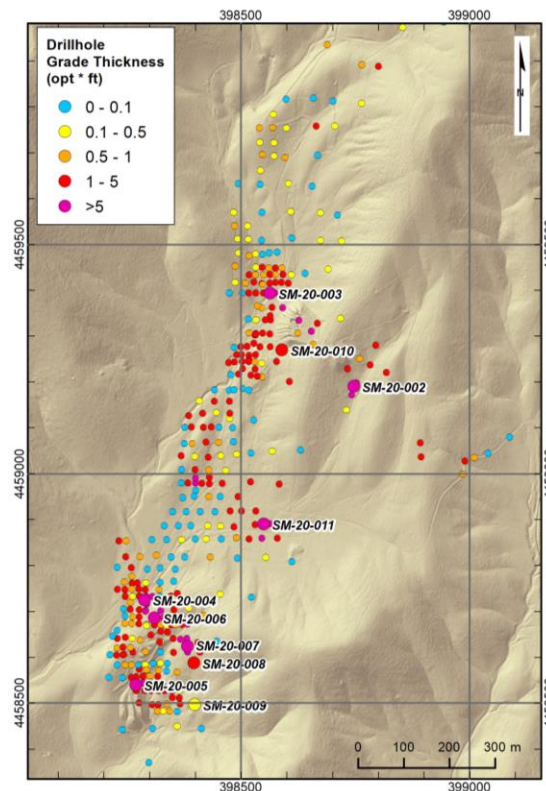 398500
399000
Drillhole
Grade Thickness
(opt * ft)
0 - 0.1
0.1 - 0.5
0.5 - 1
1 - 5
>5
N
4459500
4459500
SM-20-003
SM-20-010
SM-20-002
4459000
4459000
SM-20-011
SM-20-004
SM-20-006
SM-20-007
SM-20-008
SM-20-005
SM-20-009
4458500
4458500
0 100 200 300 m
398500
399000